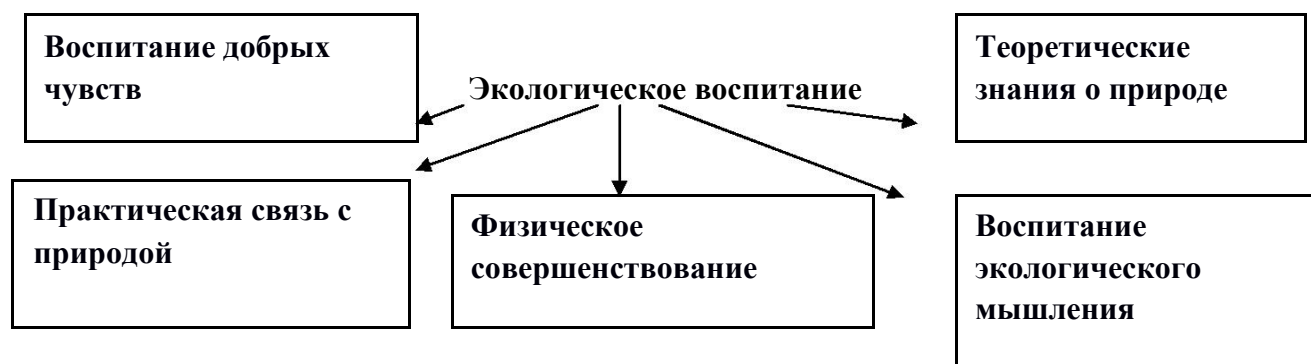 Воспитание добрых
чувств
Экологическое воспитание
Теоретические
знания о природе
Практическая связь с
природой
Физическое
совершенствование
Воспитание
экологического
мышления